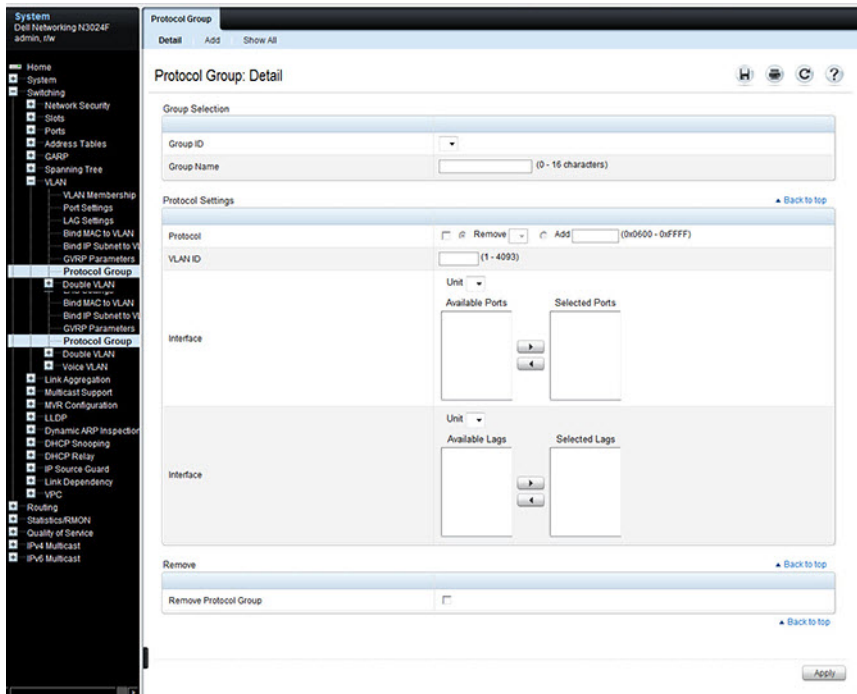 System
Dell Networking N3024F
admin, r/w
Home
System
Switching
Network Security
Slots
Ports
Address Tables
GARP
Spanning Tree
VLAN
VLAN Membership
Port Settings
LAG Settings
Bind MAC to VLAN
Bind IP Subnet to VL
GVRP Parameters
Protocol Group
Double VLAN
Bind MAC to VLAN
Bind IP Subnet to VL
GVRP Parameters
Protocol Group
Double VLAN
Voice VLAN
Link Aggregation
Multicast Support
MVR Configuration
LLDP
Dynamic ARP Inspection
DHCP Snooping
DHCP Relay
IP Source Guard
Link Dependency
VPC
Routing
Statistics/RMON
Quality of Service
IPv4 Multicast
IPv6 Multicast
Protocol Group
Detail Add Show All
Protocol Group: Detail
Group Selection
Group ID
Group Name (0 - 16 characters)
Protocol Settings ▲ Back to top
Protocol Remove Add (0x0600 - 0xFFFF)
VLAN ID (1 - 4093)
Unit
Available Ports Selected Ports
Interface
Unit
Available Lags Selected Lags
Interface
Remove ▲ Back to top
Remove Protocol Group
▲ Back to top
Apply